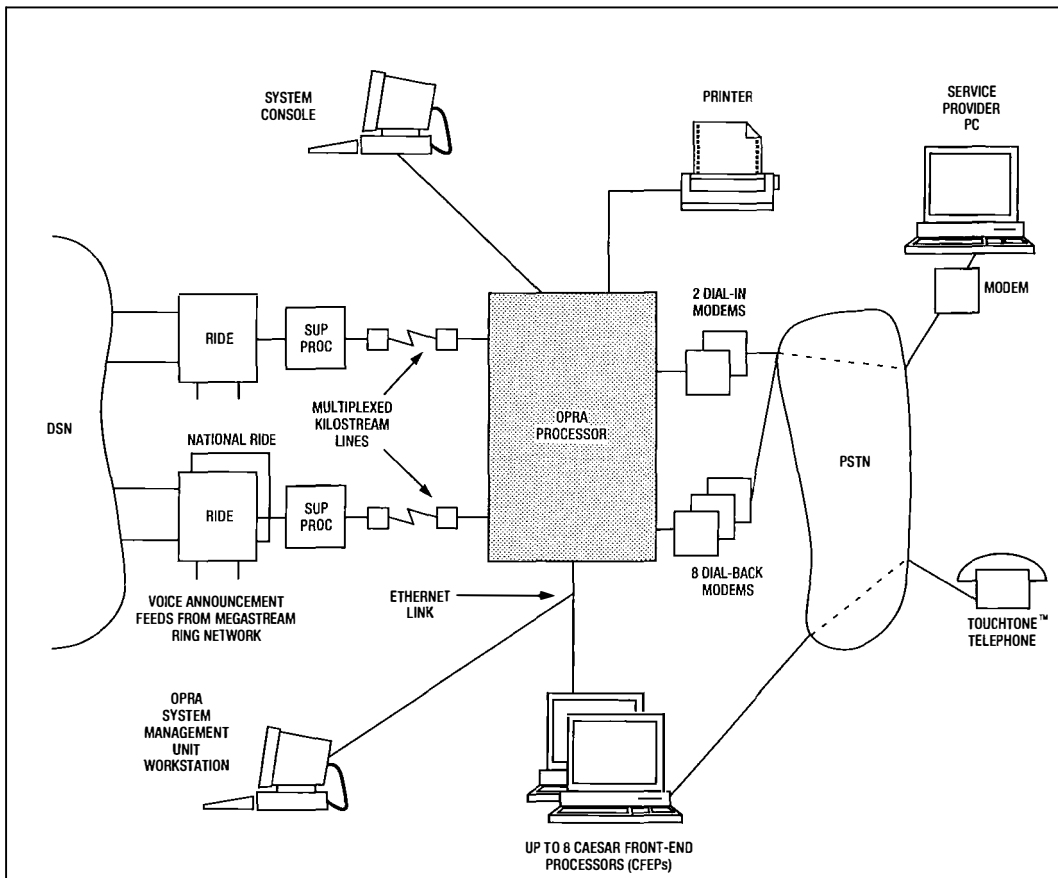 SYSTEM
CONSOLE
PRINTER
SERVICE
PROVIDER
PC
MODEM
2 DIAL-IN
MODEMS
RIDE
SUP
PROC
MULTIPLEXED
KILOSTREAM
LINES
OPRA
PROCESSOR
DSN
NATIONAL RIDE
RIDE
SUP
PROC
PSTN
8 DIAL-BACK
MODEMS
VOICE ANNOUNCEMENT
FEEDS FROM MEGASTREAM
RING NETWORK
ETHERNET
LINK
TOUCHTONE™
TELEPHONE
OPRA
SYSTEM
MANAGEMENT
UNIT
WORKSTATION
UP TO 8 CAESAR FRONT-END
PROCESSORS (CFEPs)